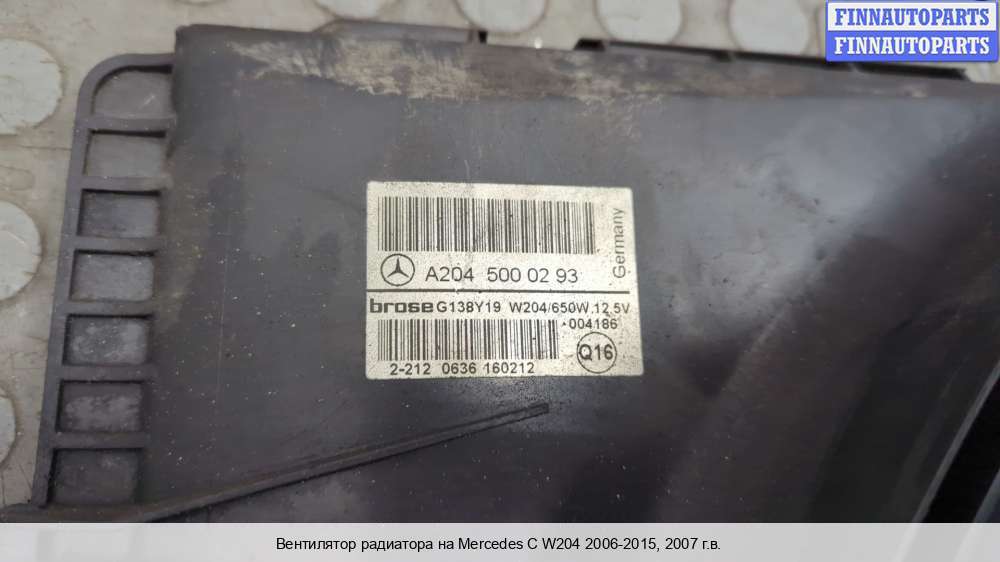 FINNAUTOPARTS
FINNAUTOPARTS
Germany
A204 500 02 93
brose G138Y19 W204/650W.12.5V
004186
Q16
2-212 0636 160212
Вентилятор радиатора на Mercedes C W204 2006-2015, 2007 г.в.